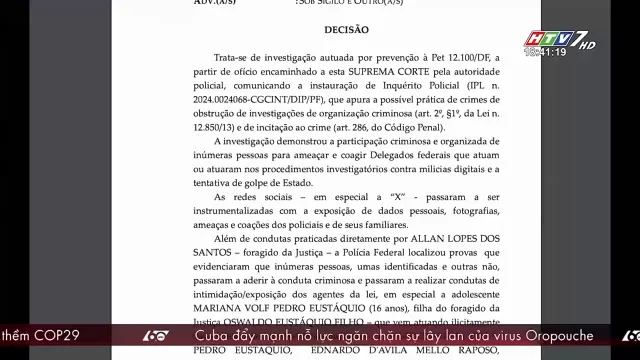 ADV.(A/S) :SOB SIGILO E OUTRO(A/S)
HTV7 HD
18:41:19
DECISÃO
Trata-se de investigação autuada por prevenção à Pet 12.100/DF, a
partir de ofício encaminhado a esta SUPREMA CORTE pela autoridade
policial, comunicando a instauração de Inquérito Policial (IPL n.
2024.0024068-CGCINT/DIP/PF), que apura a possível prática de crimes de
obstrução de investigações de organização criminosa (art. 2º, §1º, da Lei n.
12.850/13) e de incitação ao crime (art. 286, do Código Penal).
A investigação demonstrou a participação criminosa e organizada de
inúmeras pessoas para ameaçar e coagir Delegados federais que atuam
ou atuaram nos procedimentos investigatórios contra milícias digitais e a
tentativa de golpe de Estado.
As redes sociais – em especial a “X” - passaram a ser
instrumentalizadas com a exposição de dados pessoais, fotografias,
ameaças e coações dos policiais e de seus familiares.
Além de condutas praticadas diretamente por ALLAN LOPES DOS
SANTOS – foragido da Justiça – a Polícia Federal localizou provas que
evidenciaram que inúmeras pessoas, umas identificadas e outras não,
passaram a aderir à conduta criminosa e passaram a realizar condutas de
intimidação/exposição dos agentes da lei, em especial a adolescente
MARIANA VOLF PEDRO EUSTÁQUIO (16 anos), filha do foragido da
Justiça OSWALDO EUSTÁQUIO FILHO – que vem atuando ilicitamente
thềm COP29 60 Cuba đẩy mạnh nỗ lực ngăn chặn sự lây lan của virus Oropouche
PEDRO EUSTÁQUIO, EDNARDO D'AVILA MELLO RAPOSO,